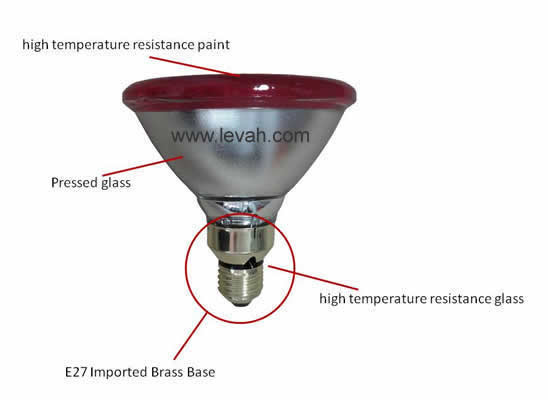 high temperature resistance paint
www.levah.com
Pressed glass
high temperature resistance glass
E27 Imported Brass Base